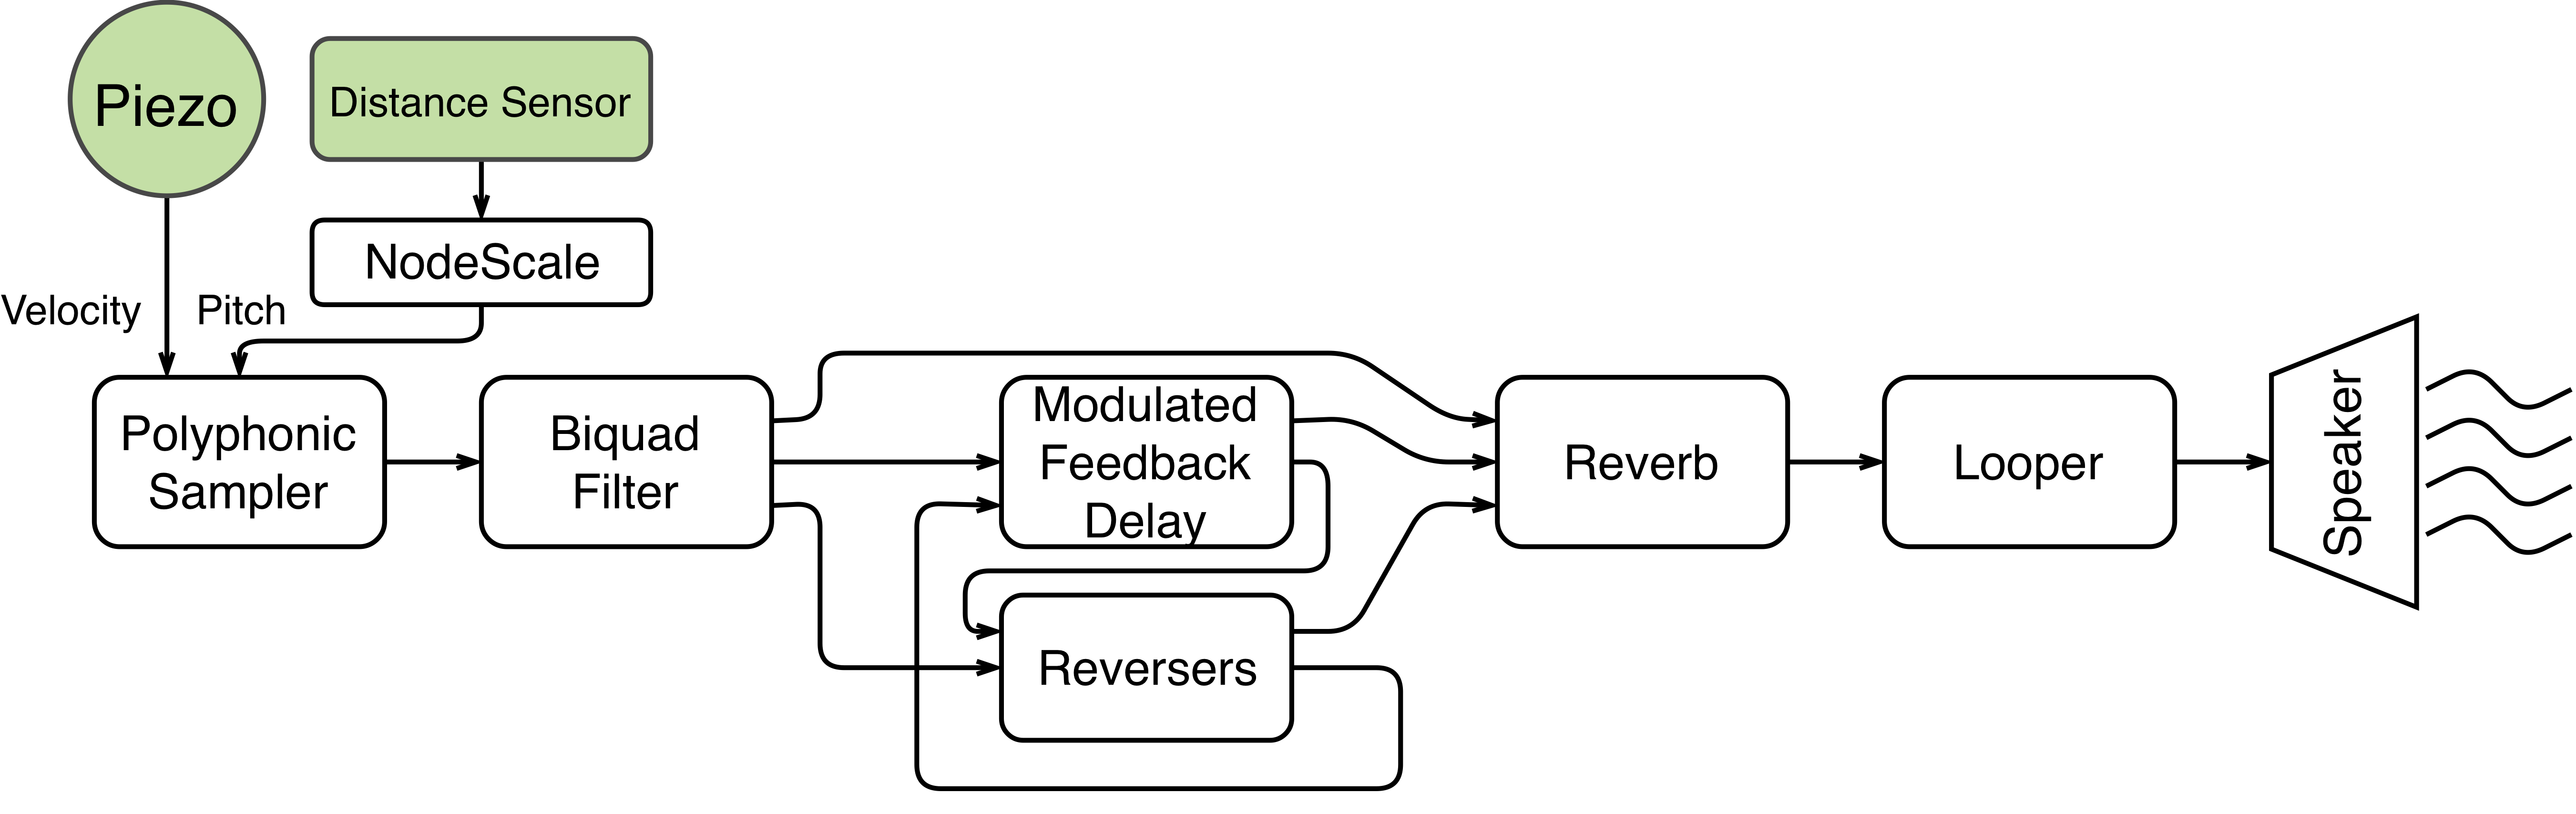 Piezo
Distance Sensor
NodeScale
Velocity
Pitch
Polyphonic
Sampler
Biquad
Filter
Modulated
Feedback
Delay
Reversers
Reverb
Looper
Speaker